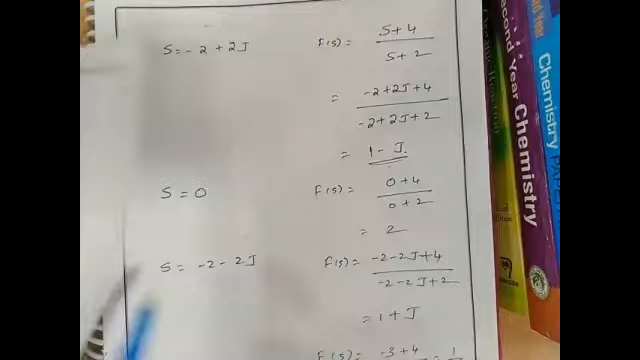 S = -2 + 2J F(s) = S+4 / S+2
= -2+2J+4 / -2+2J+2
= 1 - J.
S = 0 F(s) = 0+4 / 0+2
= 2
S = -2 - 2J F(s) = -2-2J+4 / -2-2J+2
= 1 + J
F(s) = -3+4
Second Year Chemistry
Chemistry